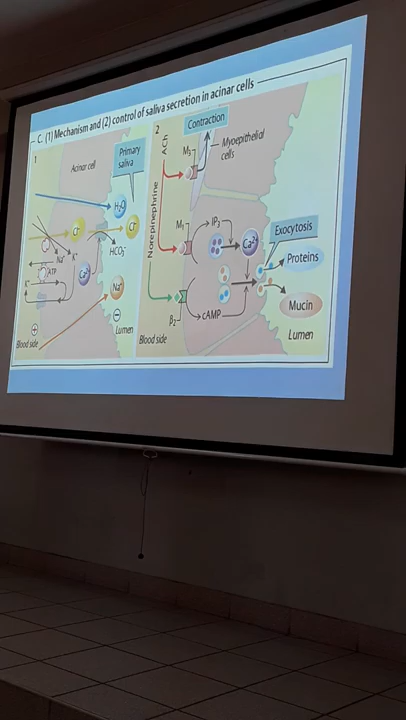 C. (1) Mechanism and (2) control of saliva secretion in acinar cells
1
Acinar cell
Primary
saliva
H₂O
Cl⁻
Cl⁻
Na⁺
K⁺
HCO₃⁻
ATP
K⁺
Ca²⁺
Na⁺
+
−
Blood side
Lumen
2
ACh
Contraction
M₃
Myoepithelial
cells
Norepinephrine
M₁
IP₃
Ca²⁺
Exocytosis
Proteins
β₂
cAMP
Mucin
Blood side
Lumen